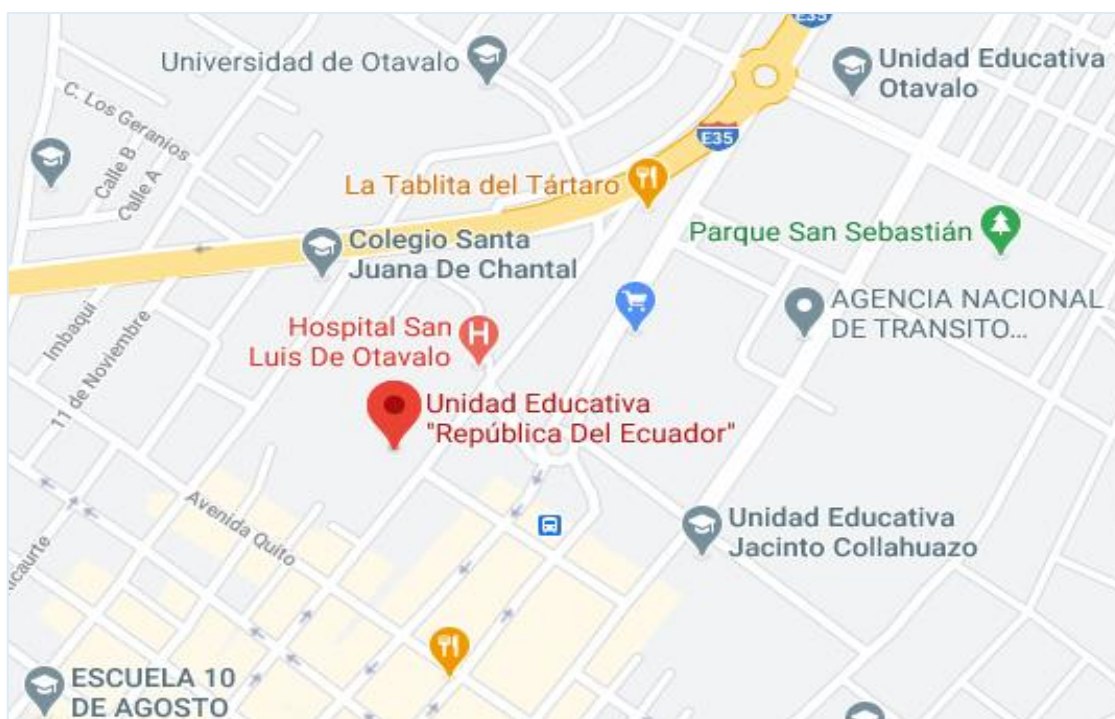 E35
Universidad de Otavalo
Unidad Educativa
Otavalo
C. Los Geranios
Calle B
Calle A
E35
La Tablita del Tártaro
Colegio Santa
Juana De Chantal
Parque San Sebastián
AGENCIA NACIONAL
DE TRANSITO...
Hospital San
Luis De Otavalo
H
Imbaqui
11 de Noviembre
Unidad Educativa
"República Del Ecuador"
Avenida Quito
Unidad Educativa
Jacinto Collahuazo
ESCUELA 10
DE AGOSTO